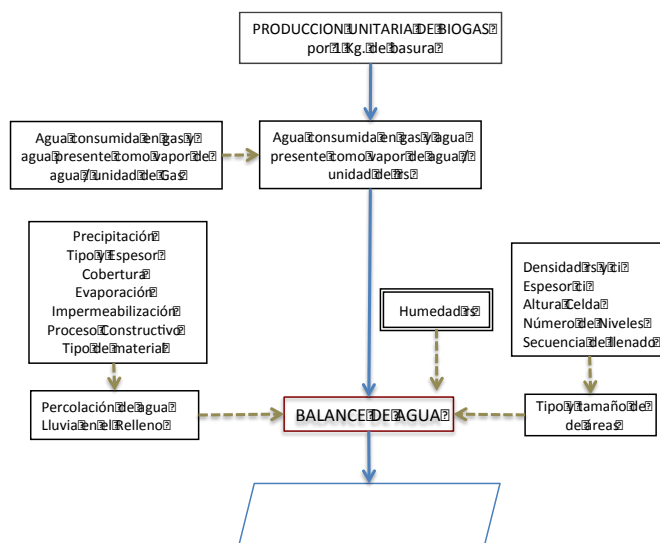 PRODUCCION UNITARIA DE BIOGAS
por 1 Kg. de basura
Agua consumida en gas y
agua presente como vapor de
agua / unidad de Gas
Agua consumida en gas y agua
presente como vapor de agua /
unidad de rs
Precipitación
Tipo y Espesor
Cobertura
Evaporación
Impermeabilización
Proceso Constructivo
Tipo de material
Humedad rs
Densidad rs y ci
Espesor ci
Altura Celda
Número de Niveles
Secuencia de llenado
Percolación de agua
Lluvia en el Relleno
BALANCE DE AGUA
Tipo y tamaño de
de áreas